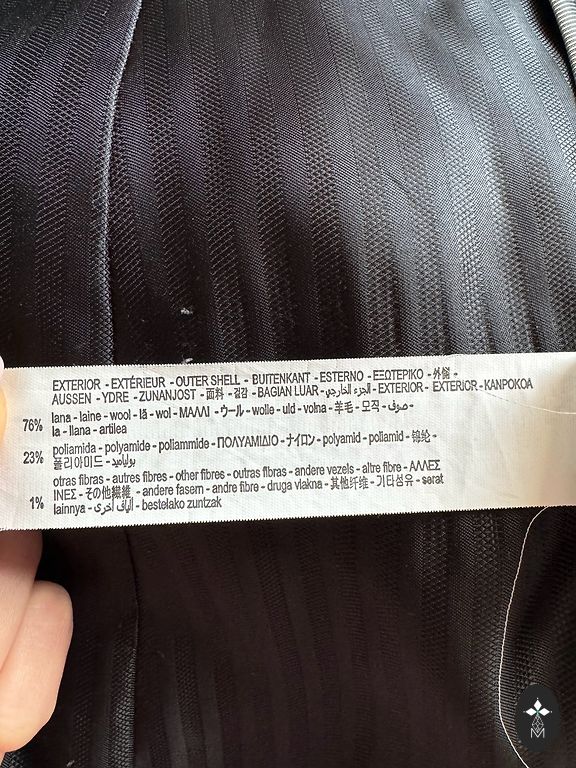 EXTERIOR - EXTÉRIEUR - OUTER SHELL - BUITENKANT - ESTERNO - ΕΞΩΤΕΡΙΚΟ - 外側 -
AUSSEN - YDRE - ZUNANJOST - 面料 - 겉감 - BAGIAN LUAR - الجزء الخارجي - EXTERIOR - EXTERIOR - KANPOKOA
76% lana - laine - wool - lã - wol - ΜΑΛΛΙ - ウール - wolle - uld - volna - 羊毛 - 모직 - صوف -
la - llana - artilea
23% poliamida - polyamide - poliammide - ΠΟΛΥΑΜΙΔΙΟ - ナイロン - polyamid - poliamid - 锦纶 -
폴리아미드 - بولياميد
otras fibras - autres fibres - other fibres - outras fibras - andere vezels - altre fibre - ΑΛΛΕΣ
1% ΙΝΕΣ - その他繊維 - andere fasern - andre fibre - druga vlakna - 其他纤维 - 기타섬유 - serat
lainnya - ألياف أخرى - bestelako zuntzak
M